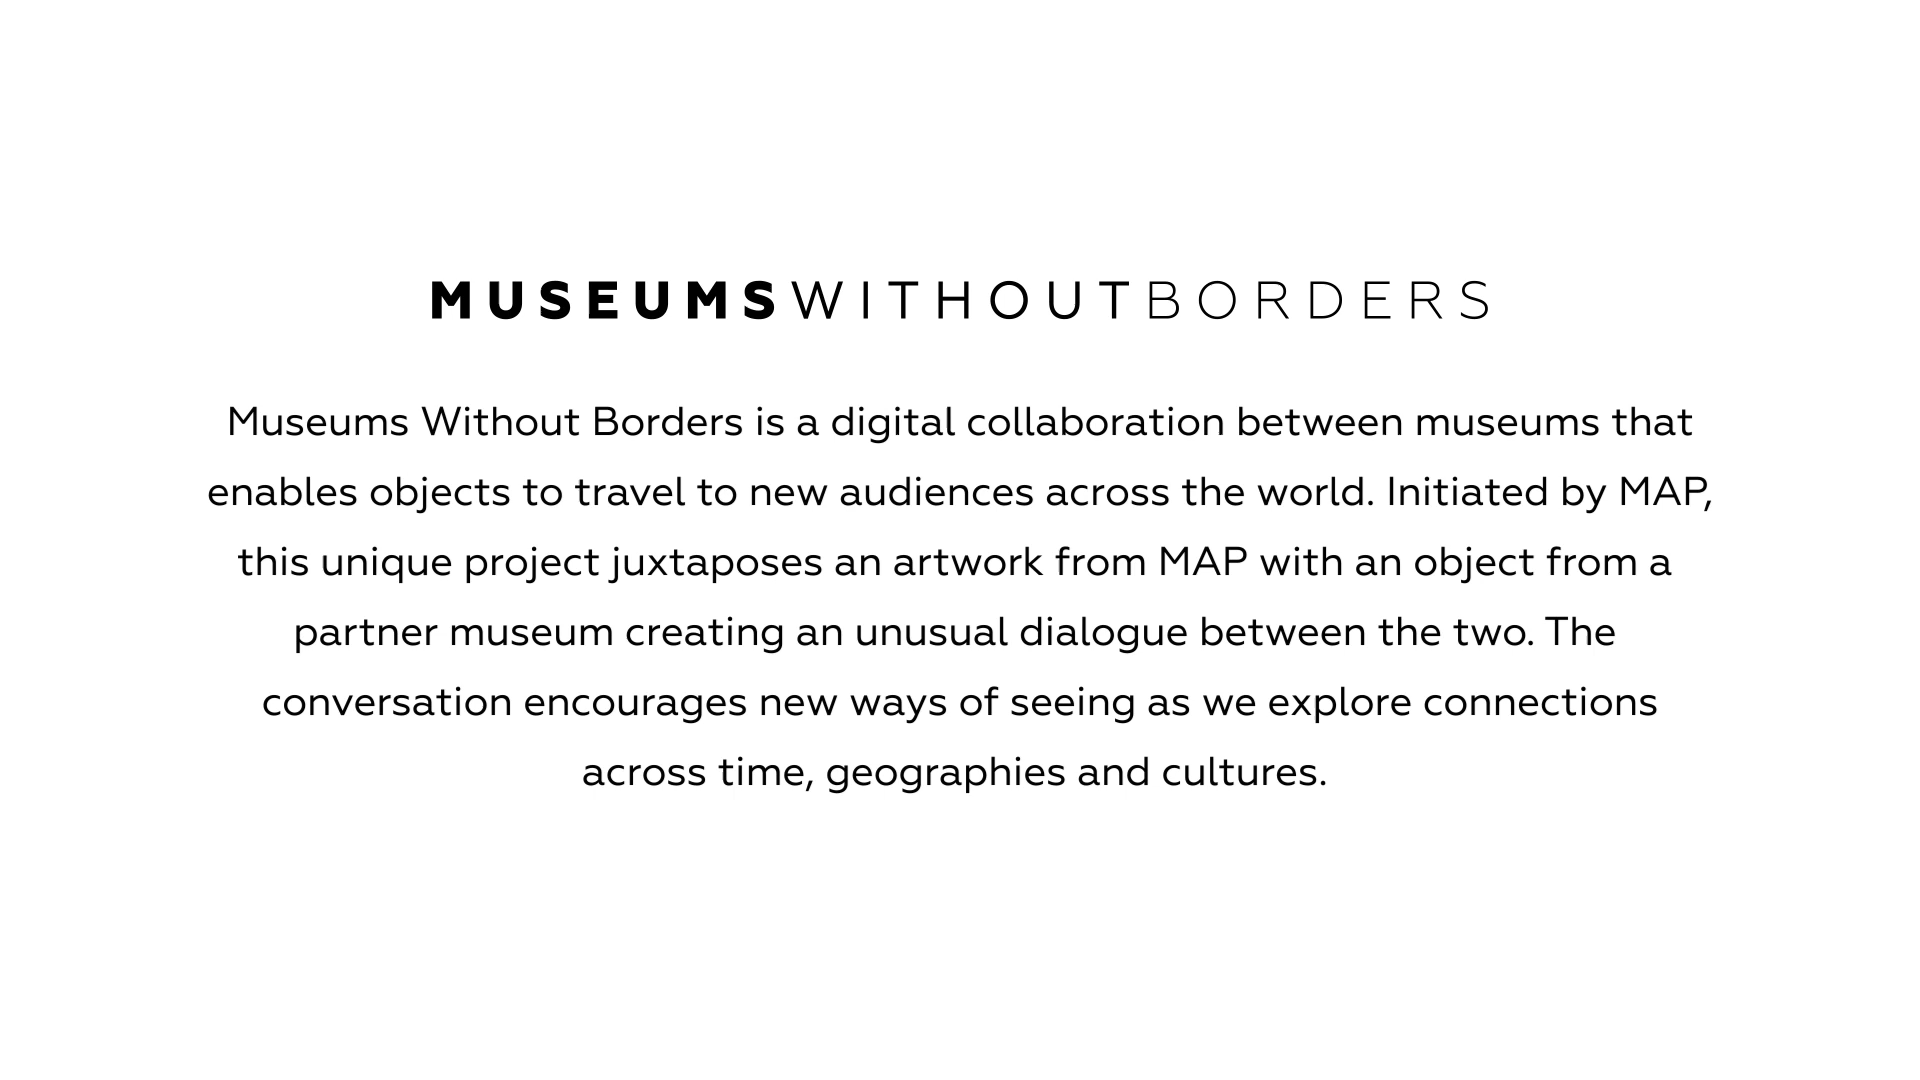 MUSEUMSWITHOUTBORDERS
Museums Without Borders is a digital collaboration between museums that
enables objects to travel to new audiences across the world. Initiated by MAP,
this unique project juxtaposes an artwork from MAP with an object from a
partner museum creating an unusual dialogue between the two. The
conversation encourages new ways of seeing as we explore connections
across time, geographies and cultures.